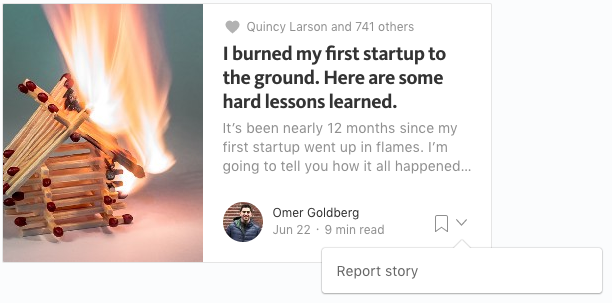 Quincy Larson and 741 others
I burned my first startup to
the ground. Here are some
hard lessons learned.
It’s been nearly 12 months since my
first startup went up in flames. I’m
going to tell you how it all happened...
Omer Goldberg
Jun 22 · 9 min read
Report story